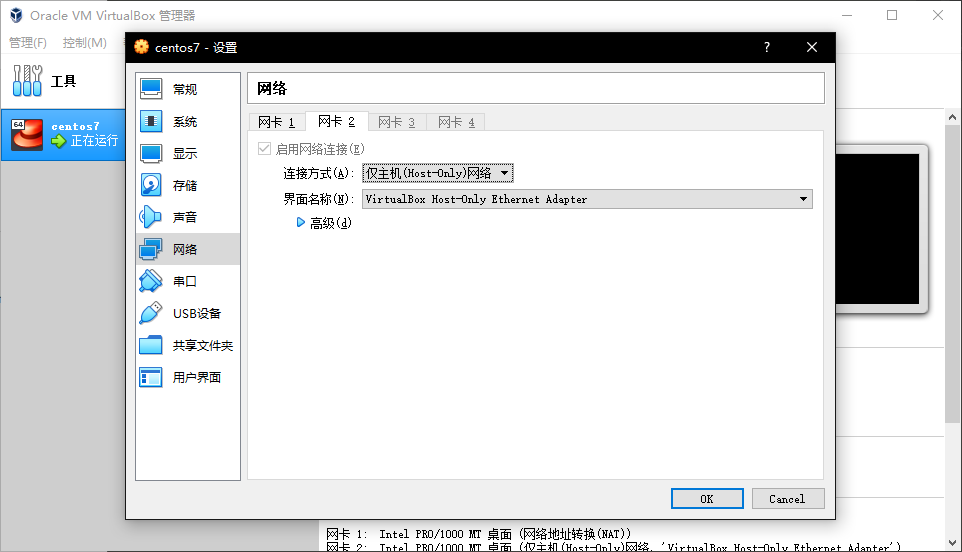 Oracle VM VirtualBox 管理器
管理(F) 控制(M)
工具
64
centos7
正在运行
centos7 - 设置
?
常规
系统
显示
存储
声音
网络
串口
USB设备
共享文件夹
用户界面
网络
网卡 1 网卡 2 网卡 3 网卡 4
启用网络连接(E)
连接方式(A): 仅主机(Host-Only)网络
界面名称(N): VirtualBox Host-Only Ethernet Adapter
高级(d)
OK Cancel
网卡 1: Intel PRO/1000 MT 桌面 (网络地址转换(NAT))
网卡 2: Intel PRO/1000 MT 桌面 (仅主机(Host-Only)网络, 'VirtualBox Host-Only Ethernet Adapter')